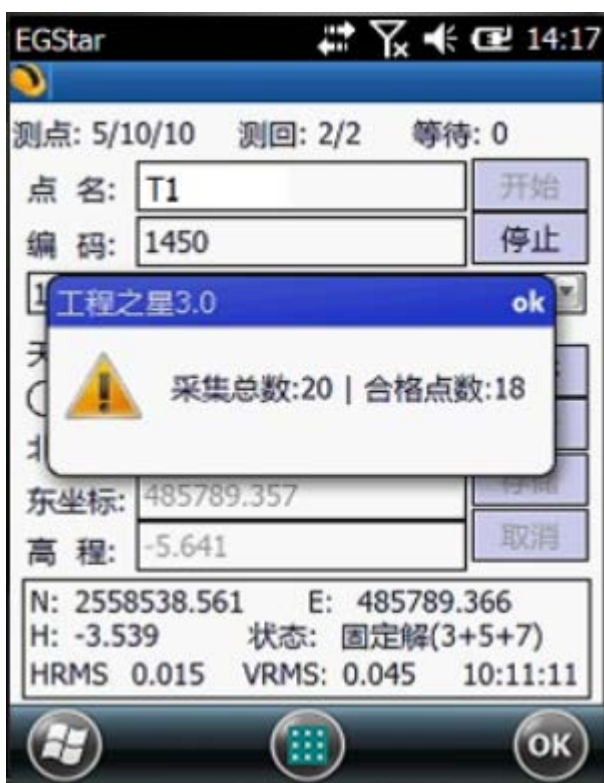 EGStar 14:17
测点: 5/10/10 测回: 2/2 等待: 0
点 名: T1 开始
编 码: 1450 停止
工程之星3.0 ok
采集总数:20 | 合格点数:18
东坐标: 485789.357 存储
高 程: -5.641 取消
N: 2558538.561 E: 485789.366
H: -3.539 状态: 固定解(3+5+7)
HRMS 0.015 VRMS: 0.045 10:11:11
OK